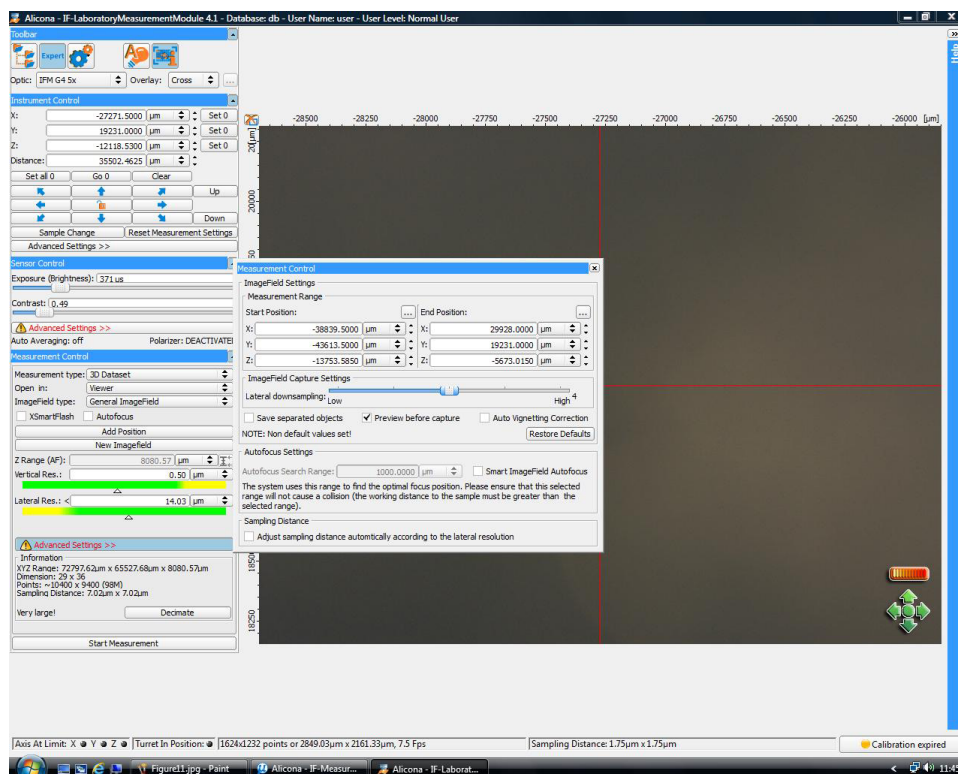 Alicona - IF-LaboratoryMeasurementModule 4.1 - Database: db - User Name: user - User Level: Normal User
Toolbar
Expert
Optic: IFM G4 5x Overlay: Cross ...
Instrument Control
X: -27271.5000 µm Set 0
Y: 19231.0000 µm Set 0
Z: -12118.5300 µm Set 0
Distance: 35502.4625 µm
Set all 0 Go 0 Clear
Up
Down
Sample Change Reset Measurement Settings
Advanced Settings >>
Sensor Control
Exposure (Brightness): 371 us
Contrast: 0.49
Advanced Settings >>
Auto Averaging: off Polarizer: DEACTIVATE
Measurement Control
Measurement type: 3D Dataset
Open in: Viewer
ImageField type: General ImageField
XSmartFlash Autofocus
Add Position
New Imagefield
Z Range (AF): 8080.57 µm
Vertical Res.: 0.50 µm
Lateral Res.: < 14.03 µm
Advanced Settings >>
Information
XYZ Range: 72797.62µm x 65527.68µm x 8080.57µm
Dimension: 29 x 36
Points: ~10400 x 9400 (98M)
Sampling Distance: 7.02µm x 7.02µm
Very large! Decimate
Start Measurement
Help
-28500 -28250 -28000 -27750 -27500 -27250 -27000 -26750 -26500 -26250 -26000 [µm]
20000
18500
18250
Measurement Control
ImageField Settings
Measurement Range
Start Position: ... End Position: ...
X: -38839.5000 µm X: 29928.0000 µm
Y: -43613.5000 µm Y: 19231.0000 µm
Z: -13753.5850 µm Z: -5673.0150 µm
ImageField Capture Settings
Lateral downsampling: Low High 4
Save separated objects Preview before capture Auto Vignetting Correction
NOTE: Non default values set! Restore Defaults
Autofocus Settings
Autofocus Search Range: 1000.0000 µm Smart ImageField Autofocus
The system uses this range to find the optimal focus position. Please ensure that this selected
range will not cause a collision (the working distance to the sample must be greater than the
selected range).
Sampling Distance
Adjust sampling distance automtically according to the lateral resolution
Axis At Limit: X Y Z Turret In Position: 1624x1232 points or 2849.03µm x 2161.33µm, 7.5 Fps Sampling Distance: 1.75µm x 1.75µm Calibration expired
Figure11.jpg - Paint Alicona - IF-Measur... Alicona - IF-Laborat... 11:45